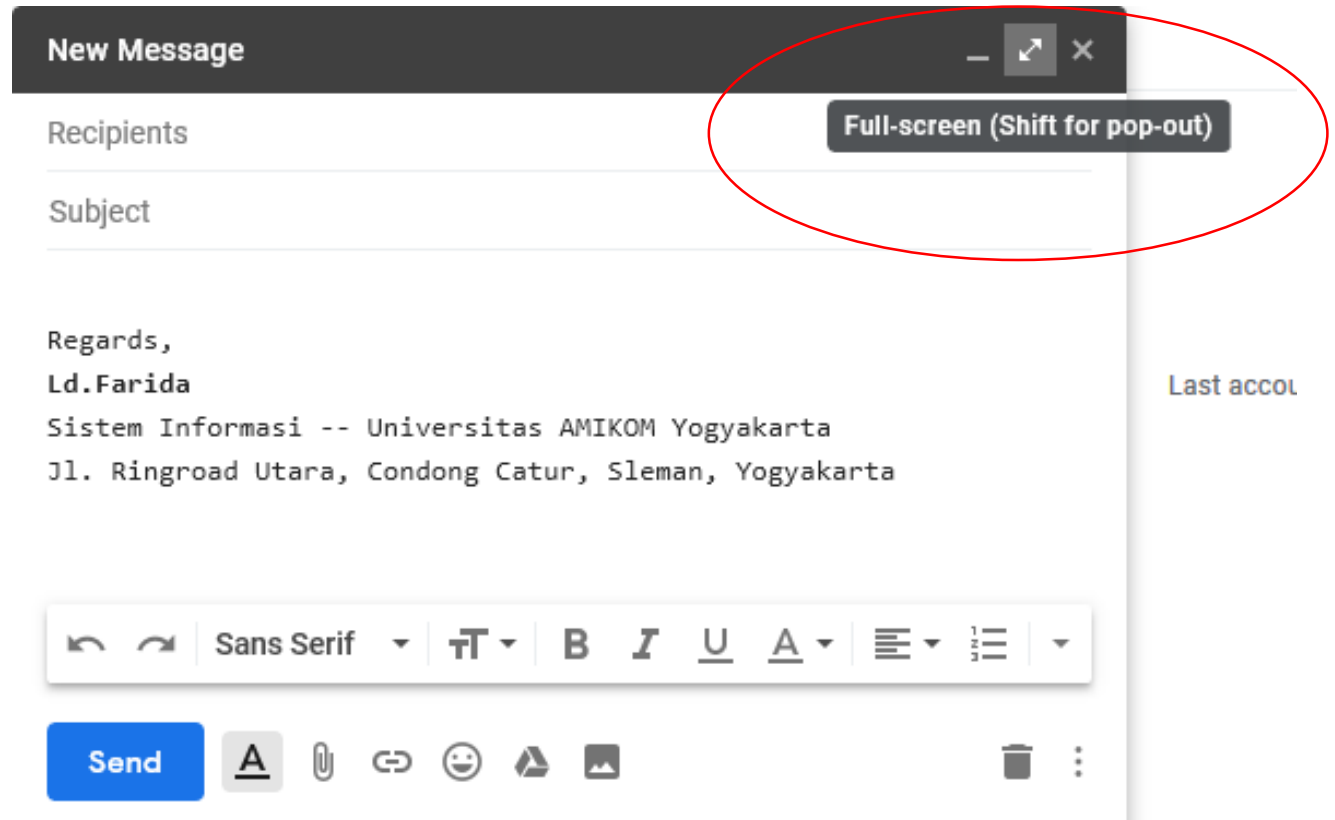 New Message
Full-screen (Shift for pop-out)
Recipients
Subject
Regards,
Ld.Farida
Sistem Informasi -- Universitas AMIKOM Yogyakarta
Jl. Ringroad Utara, Condong Catur, Sleman, Yogyakarta
Last accou
Sans Serif
Send